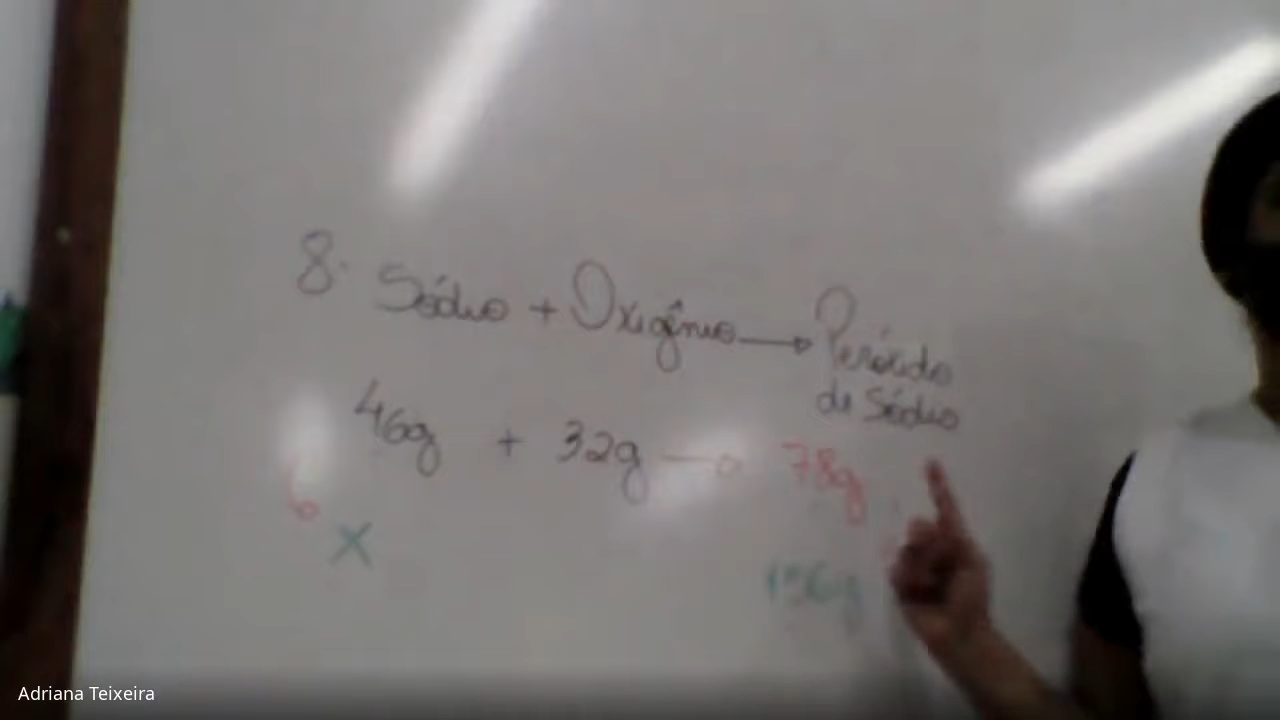 8. Sódio + Oxigênio → Peróxido
de Sódio
46g + 32g → 78g
6
X 156g
Adriana Teixeira